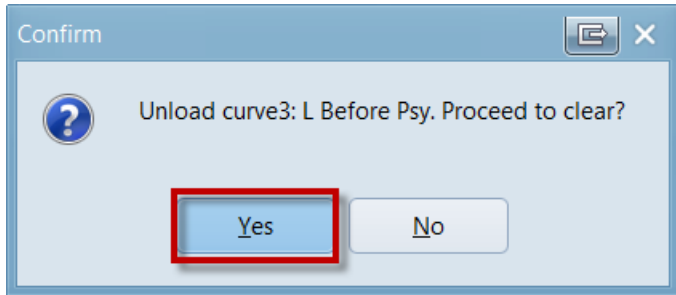 Confirm
Unload curve3: L Before Psy. Proceed to clear?
Yes No